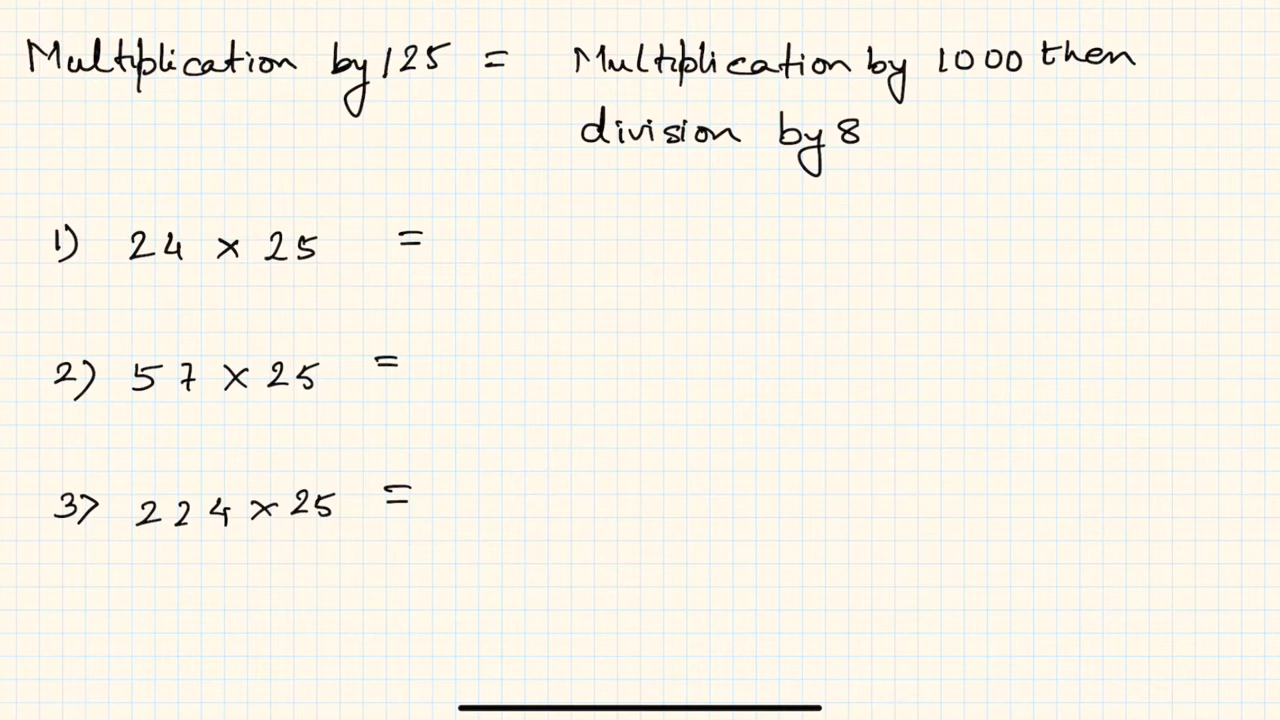 Multiplication by 125 = Multiplication by 1000 then
division by 8
1) 24 × 25 =
2) 57 × 25 =
3) 224 × 25 =